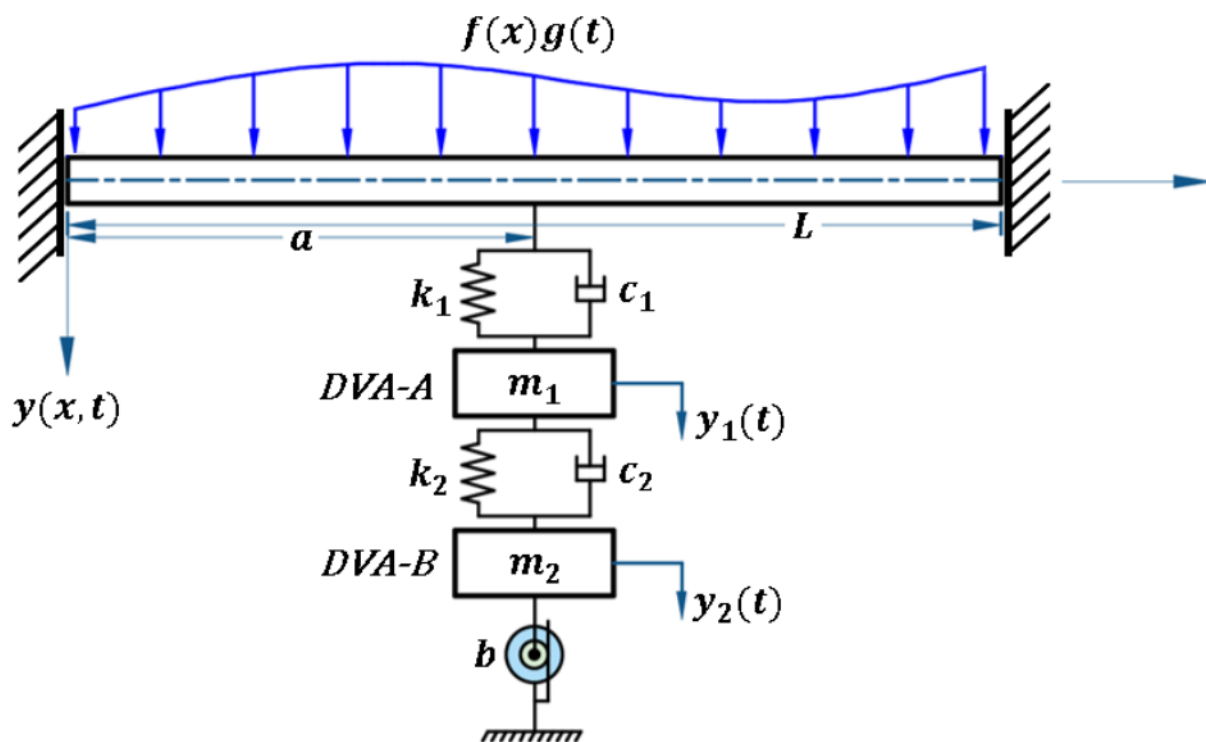 f(x)g(t)
a
L
k₁
c₁
DVA-A
m₁
y(x, t)
y₁(t)
k₂
c₂
DVA-B
m₂
y₂(t)
b